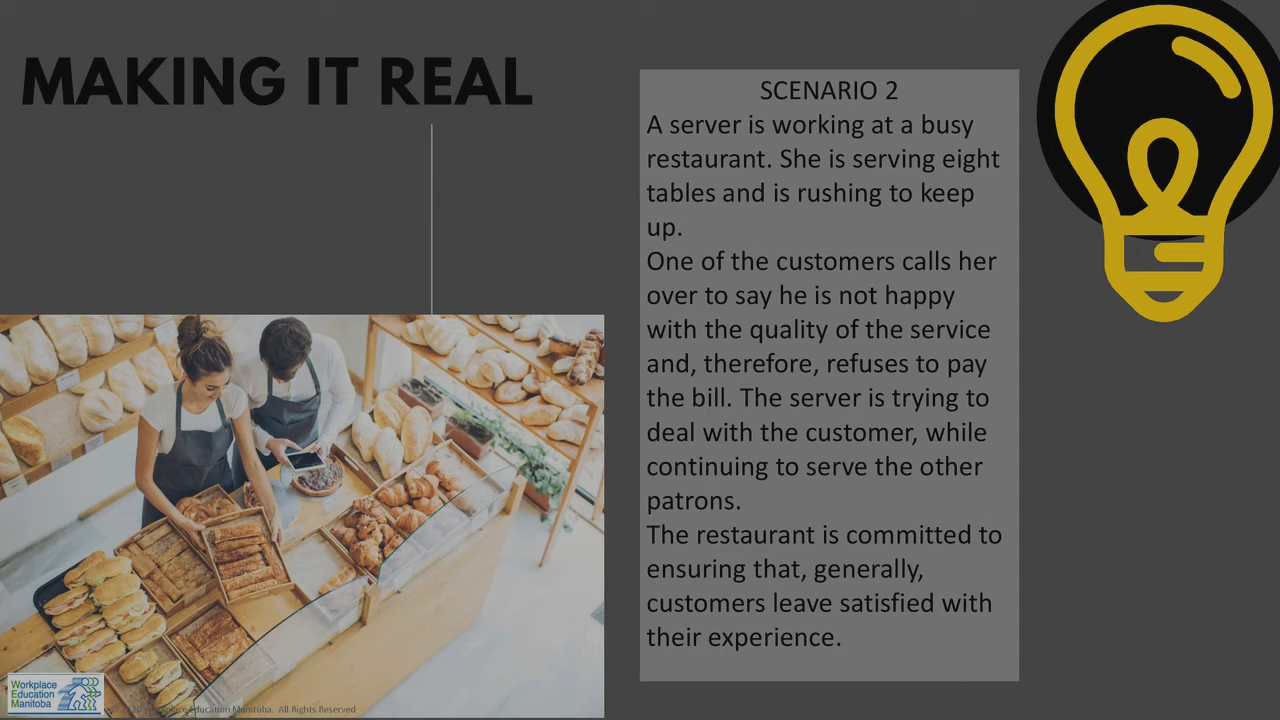 MAKING IT REAL
SCENARIO 2
A server is working at a busy
restaurant. She is serving eight
tables and is rushing to keep
up.
One of the customers calls her
over to say he is not happy
with the quality of the service
and, therefore, refuses to pay
the bill. The server is trying to
deal with the customer, while
continuing to serve the other
patrons.
The restaurant is committed to
ensuring that, generally,
customers leave satisfied with
their experience.
Workplace
Education
Manitoba
Education Manitoba. All Rights Reserved